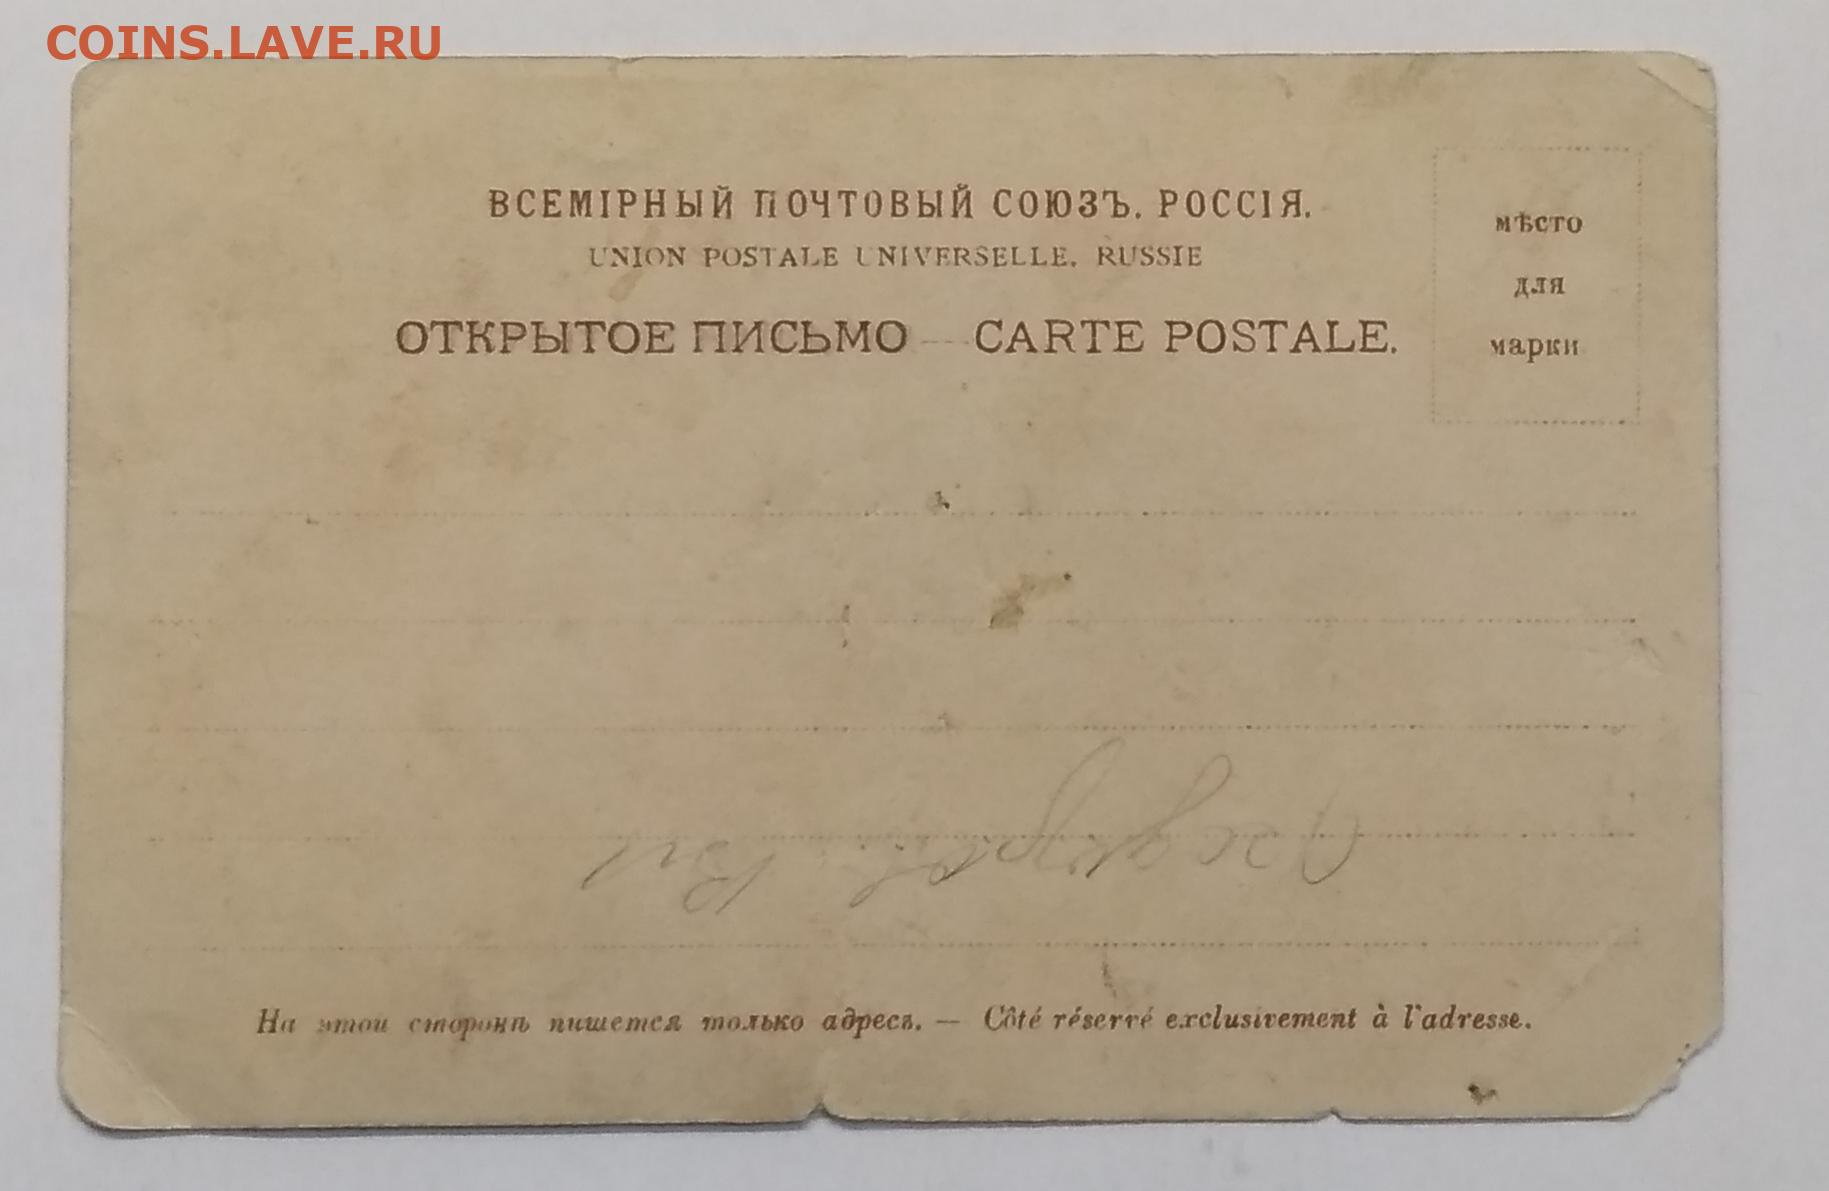 COINS.LAVE.RU
ВСЕМІРНЫЙ ПОЧТОВЫЙ СОЮЗЪ. РОССІЯ.
UNION POSTALE UNIVERSELLE. RUSSIE
ОТКРЫТОЕ ПИСЬМО — CARTE POSTALE.
мѣсто
для
марки
На этой сторонѣ пишется только адресъ. — Côté réservé exclusivement à l'adresse.